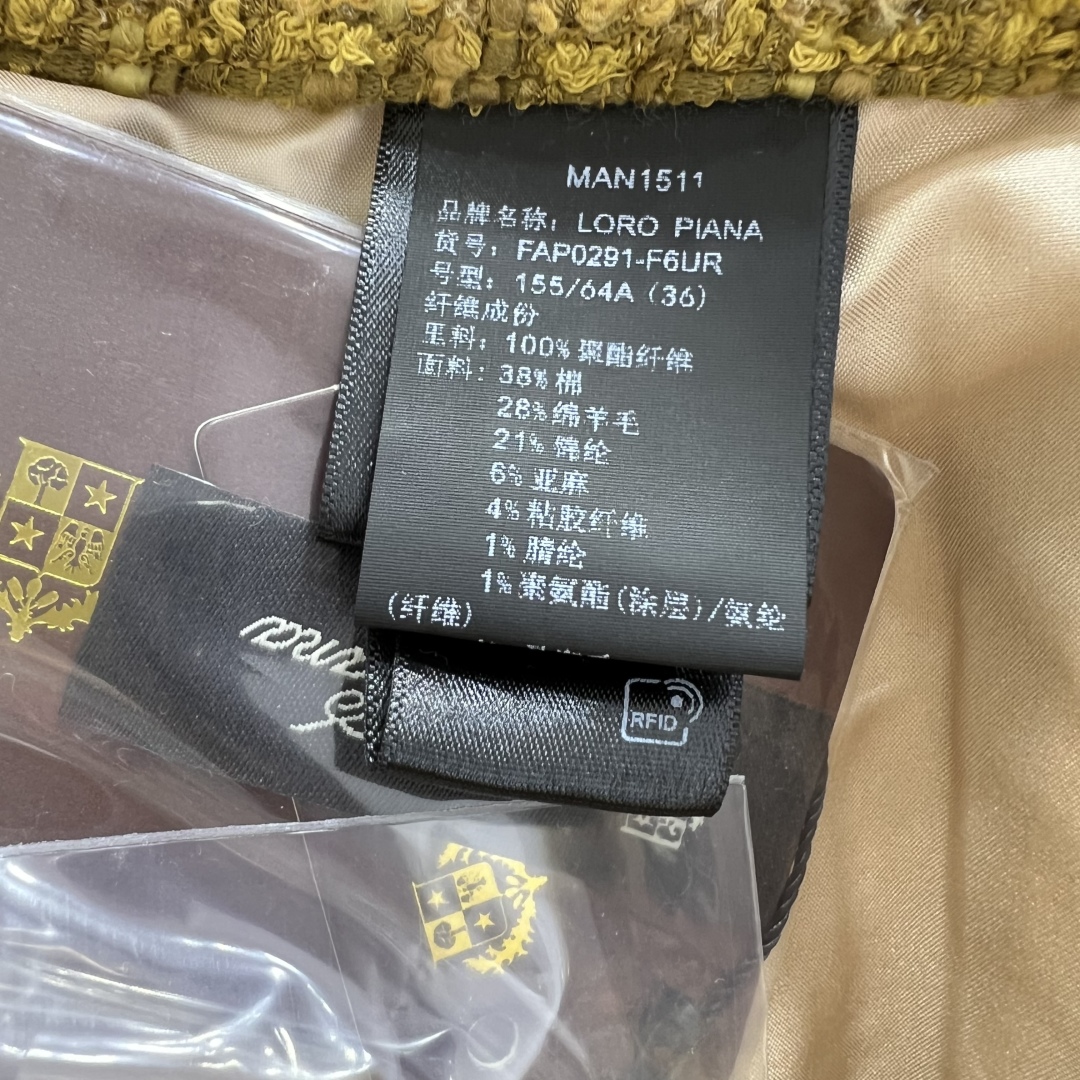 MAN1511
品牌名称：LORO PIANA
货号：FAP0291-F6UR
号型：155/64A（36）
纤维成份
里料：100%聚酯纤维
面料：38%棉
28%绵羊毛
21%锦纶
6%亚麻
4%粘胶纤维
1%腈纶
1%聚氨酯(涂层)/氨纶
(纤维)
RFID